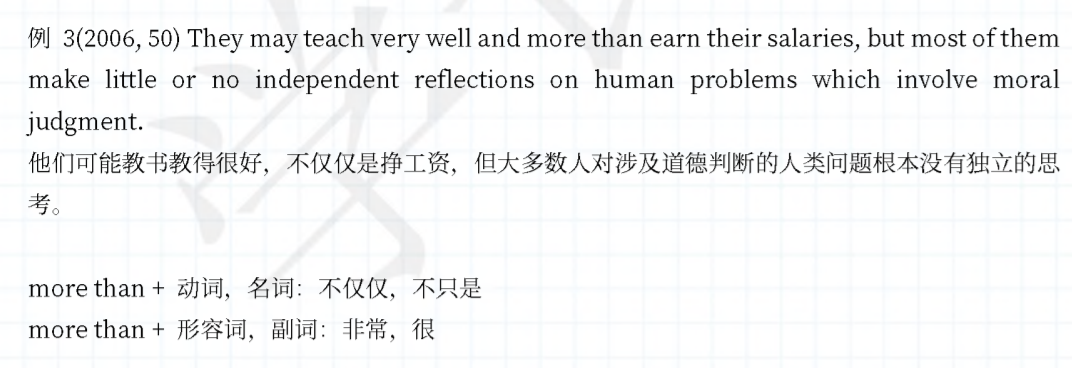 例 3(2006, 50) They may teach very well and more than earn their salaries, but most of them
make little or no independent reflections on human problems which involve moral
judgment.
他们可能教书教得很好，不仅仅是挣工资，但大多数人对涉及道德判断的人类问题根本没有独立的思
考。
more than + 动词，名词：不仅仅，不只是
more than + 形容词，副词：非常，很